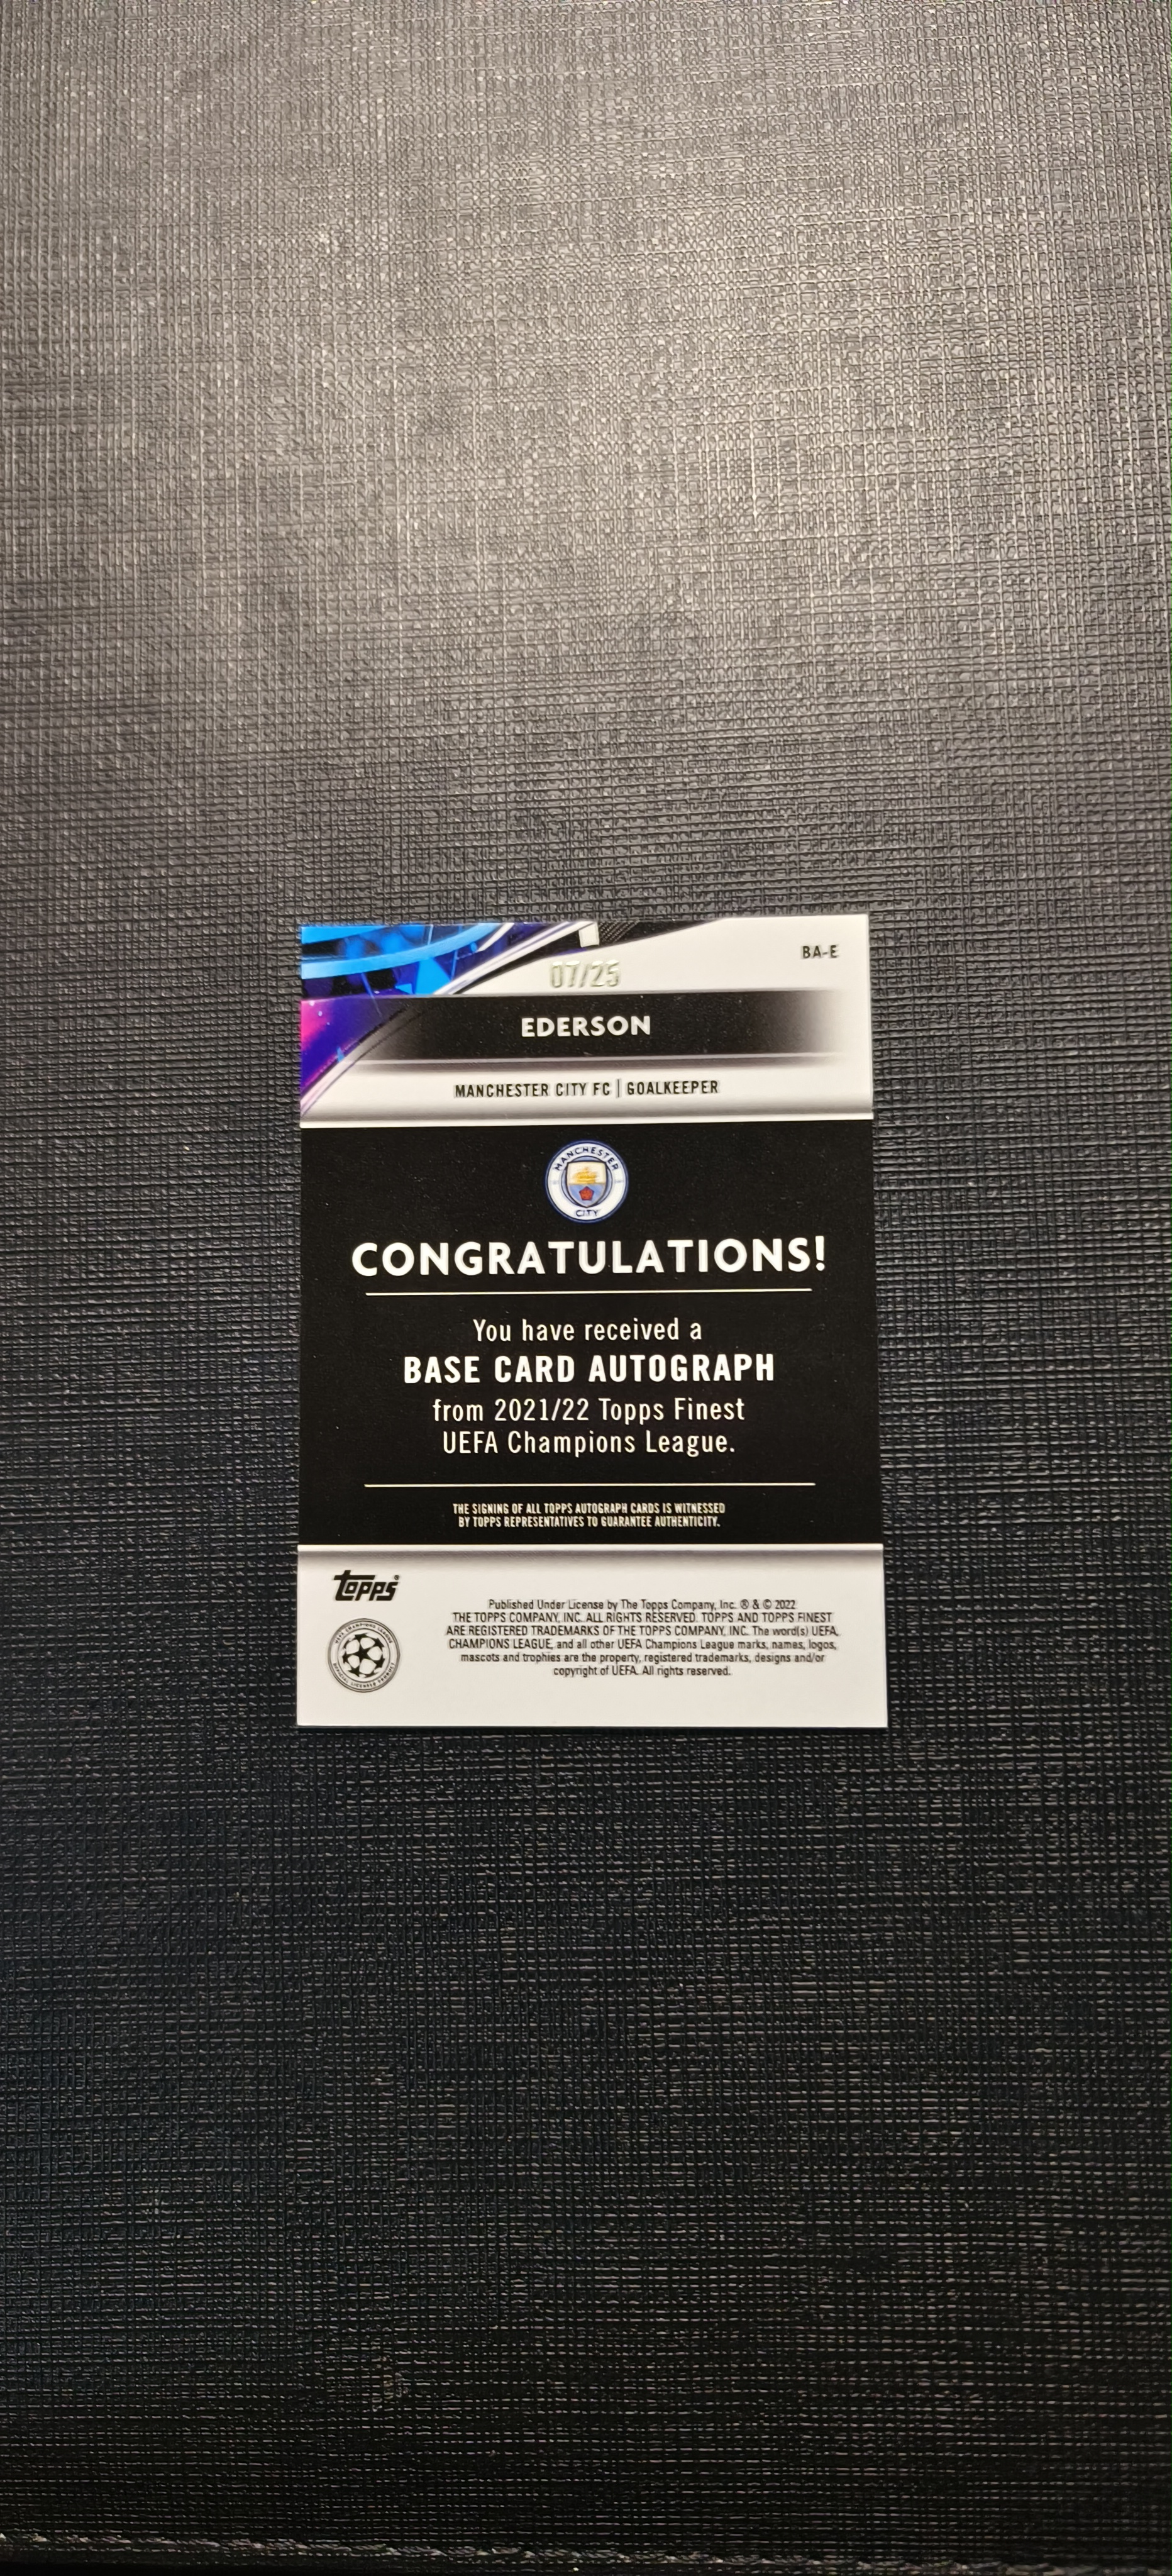 BA-E
07/25
EDERSON
MANCHESTER CITY FC | GOALKEEPER
MANCHESTER
CITY
CONGRATULATIONS!
You have received a
BASE CARD AUTOGRAPH
from 2021/22 Topps Finest
UEFA Champions League.
THE SIGNING OF ALL TOPPS AUTOGRAPH CARDS IS WITNESSED
BY TOPPS REPRESENTATIVES TO GUARANTEE AUTHENTICITY.
topps®
Published Under License by The Topps Company, Inc. ® & © 2022
THE TOPPS COMPANY, INC. ALL RIGHTS RESERVED. TOPPS AND TOPPS FINEST
ARE REGISTERED TRADEMARKS OF THE TOPPS COMPANY, INC. The word(s) UEFA,
CHAMPIONS LEAGUE, and all other UEFA Champions League marks, names, logos,
mascots and trophies are the property, registered trademarks, designs and/or
copyright of UEFA. All rights reserved.